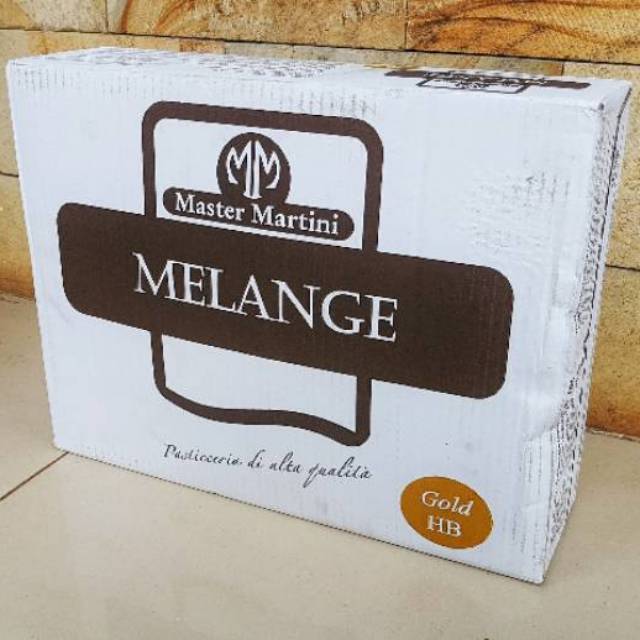 MM
Master Martini
MELANGE
Pasticceria di alta qualità
Gold
HB